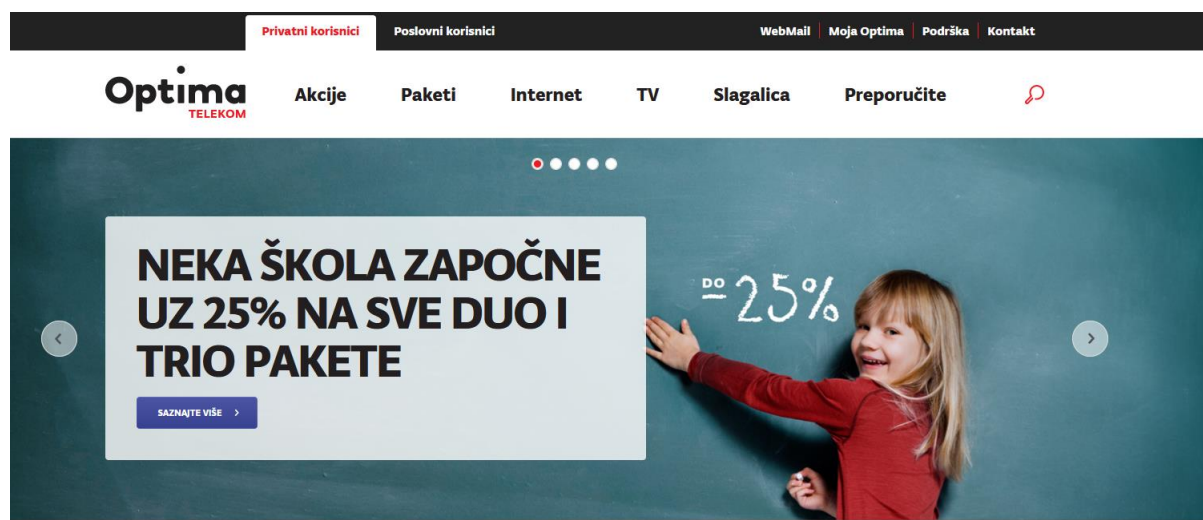 Privatni korisnici Poslovni korisnici WebMail Moja Optima Podrška Kontakt
Optima
TELEKOM
Akcije Paketi Internet TV Slagalica Preporučite
NEKA ŠKOLA ZAPOČNE
UZ 25% NA SVE DUO I
TRIO PAKETE
SAZNAJTE VIŠE
DO 25%